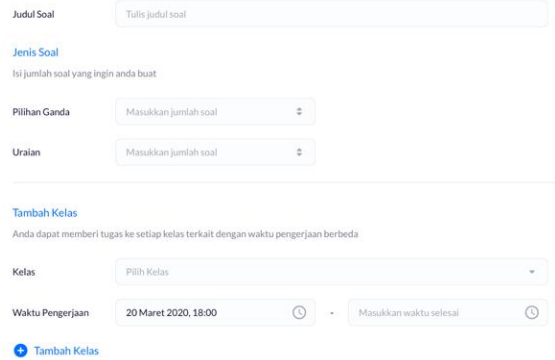 Judul Soal Tulis judul soal
Jenis Soal
Isi jumlah soal yang ingin anda buat
Pilihan Ganda Masukkan jumlah soal
Uraian Masukkan jumlah soal
Tambah Kelas
Anda dapat memberi tugas ke setiap kelas terkait dengan waktu pengerjaan berbeda
Kelas Pilih Kelas
Waktu Pengerjaan 20 Maret 2020, 18:00 - Masukkan waktu selesai
Tambah Kelas